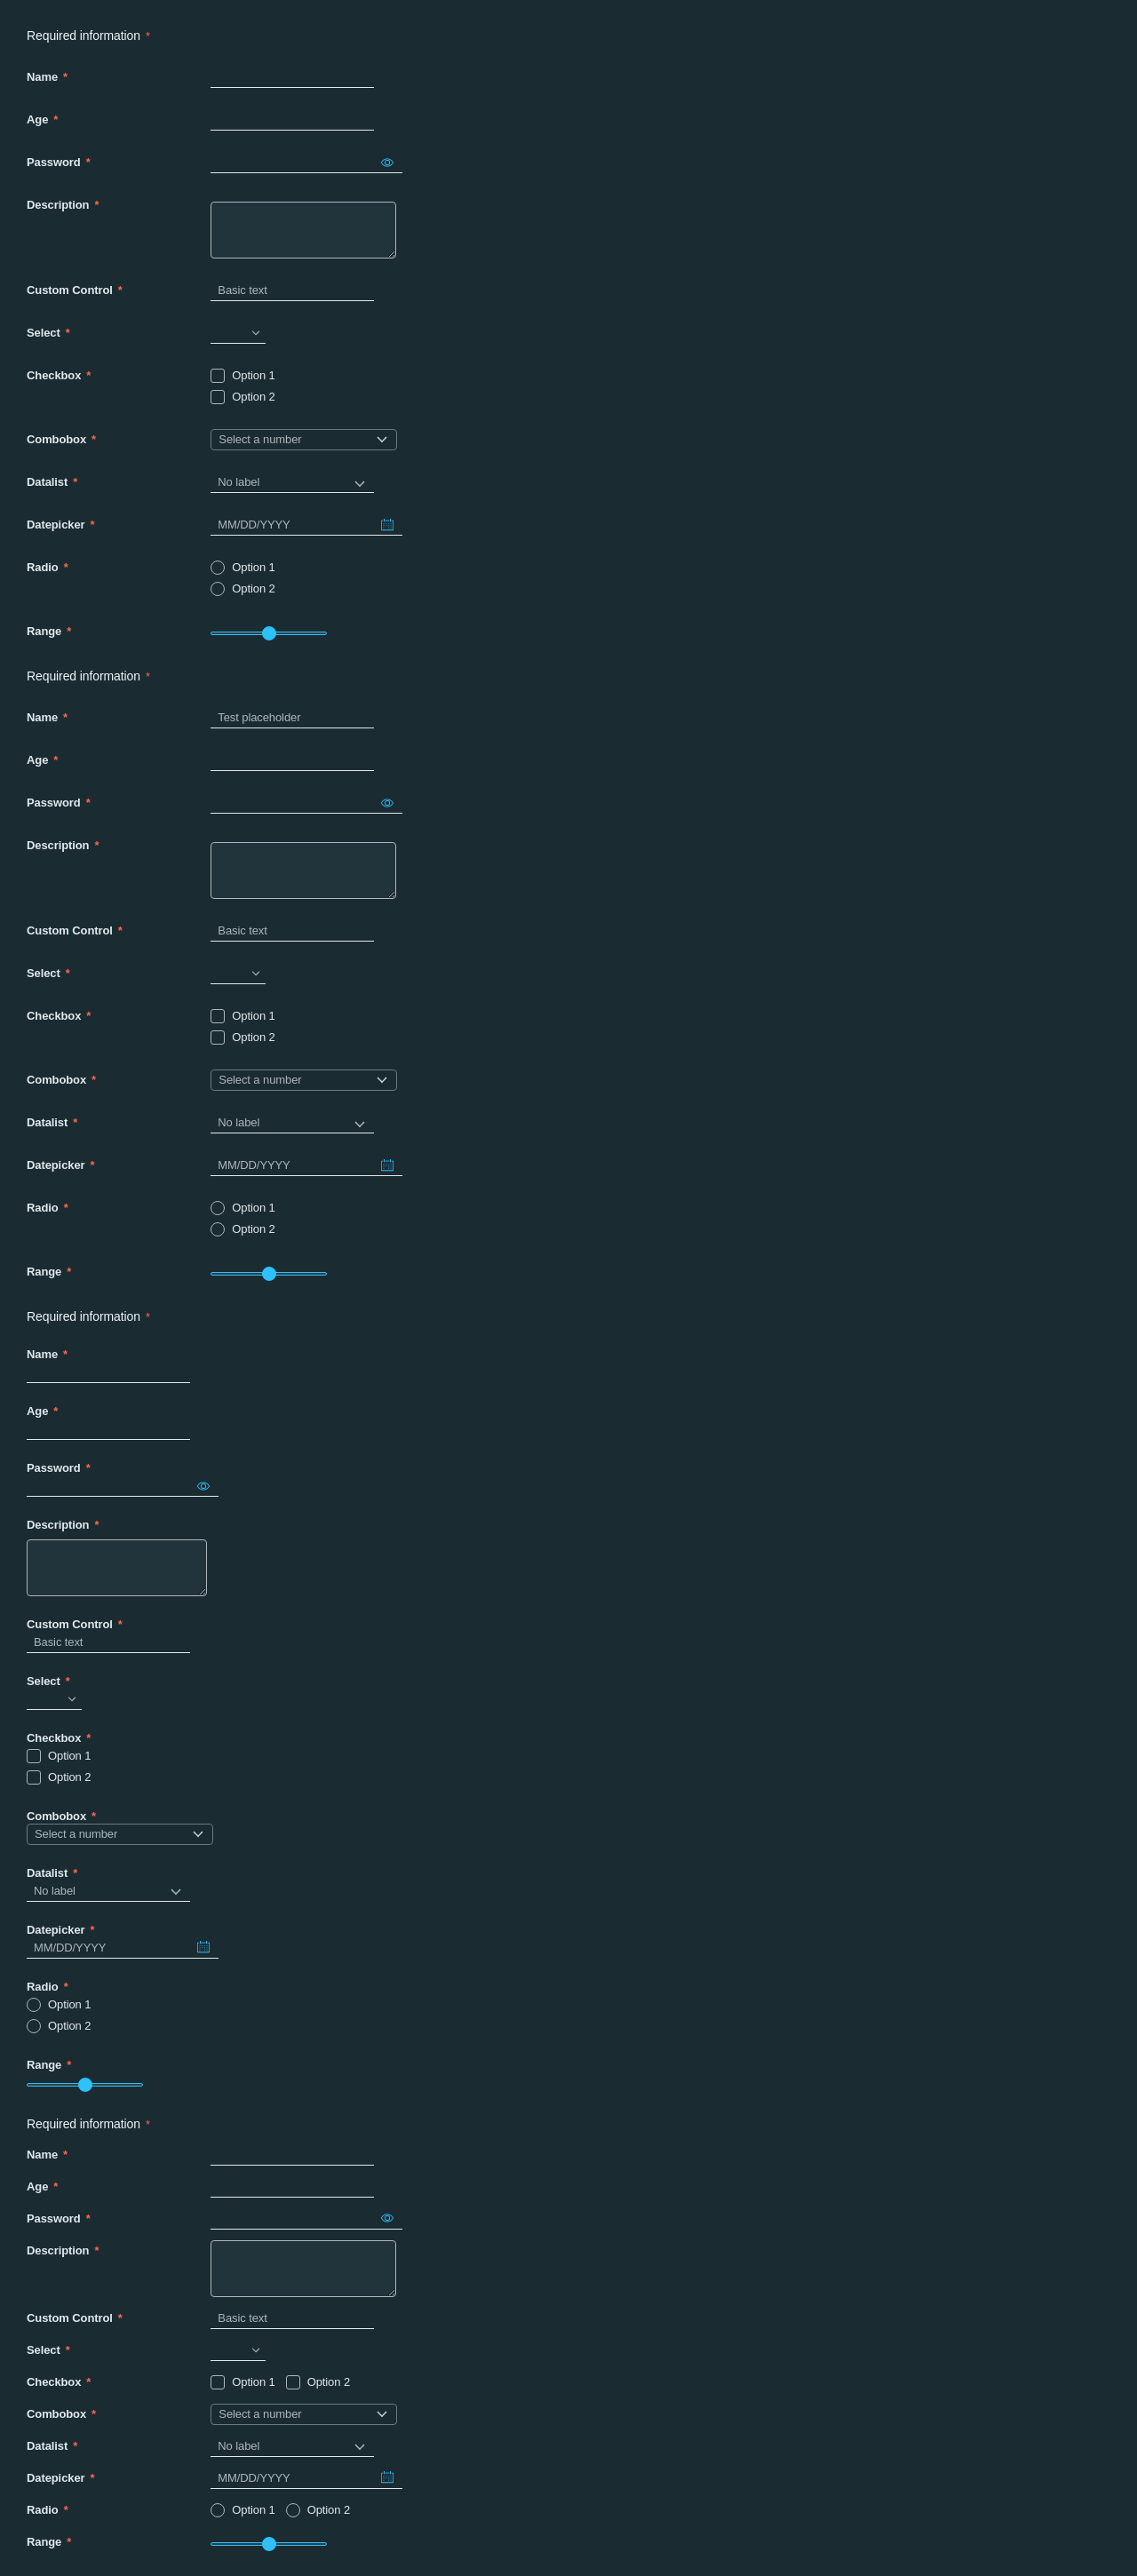 Required information *
Name *
Age *
Password *
Description *
Custom Control * Basic text
Select *
Checkbox * Option 1
Option 2
Combobox * Select a number
Datalist * No label
Datepicker * MM/DD/YYYY
Radio * Option 1
Option 2
Range *
Required information *
Name * Test placeholder
Age *
Password *
Description *
Custom Control * Basic text
Select *
Checkbox * Option 1
Option 2
Combobox * Select a number
Datalist * No label
Datepicker * MM/DD/YYYY
Radio * Option 1
Option 2
Range *
Required information *
Name *
Age *
Password *
Description *
Custom Control *
Basic text
Select *
Checkbox *
Option 1
Option 2
Combobox *
Select a number
Datalist *
No label
Datepicker *
MM/DD/YYYY
Radio *
Option 1
Option 2
Range *
Required information *
Name *
Age *
Password *
Description *
Custom Control * Basic text
Select *
Checkbox * Option 1 Option 2
Combobox * Select a number
Datalist * No label
Datepicker * MM/DD/YYYY
Radio * Option 1 Option 2
Range *